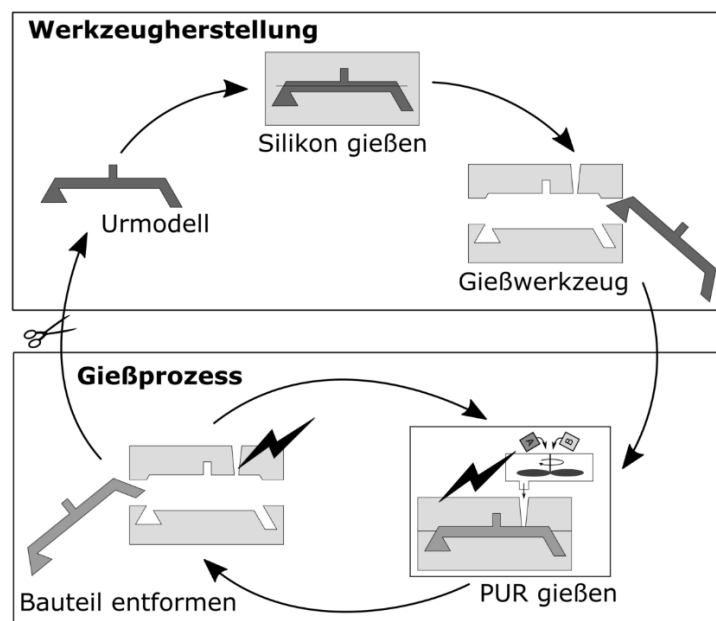 Werkzeugherstellung
Silikon gießen
Urmodell
Gießwerkzeug
Gießprozess
A
B
Bauteil entformen
PUR gießen